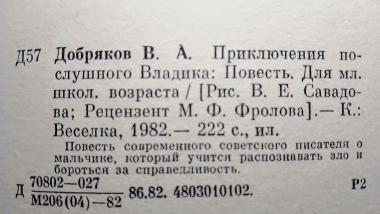 Д57 Добряков В. А. Приключения по-
слушного Владика: Повесть. Для мл.
школ. возраста / [Рис. В. Е. Савадо-
ва; Рецензент М. Ф. Фролова].— К.:
Веселка, 1982.— 222 с., ил.
Повесть современного советского писателя о
мальчике, который учится распознавать зло и
бороться за справедливость.
70802—027
Д 86.82. 4803010102. Р2
М206(04)—82